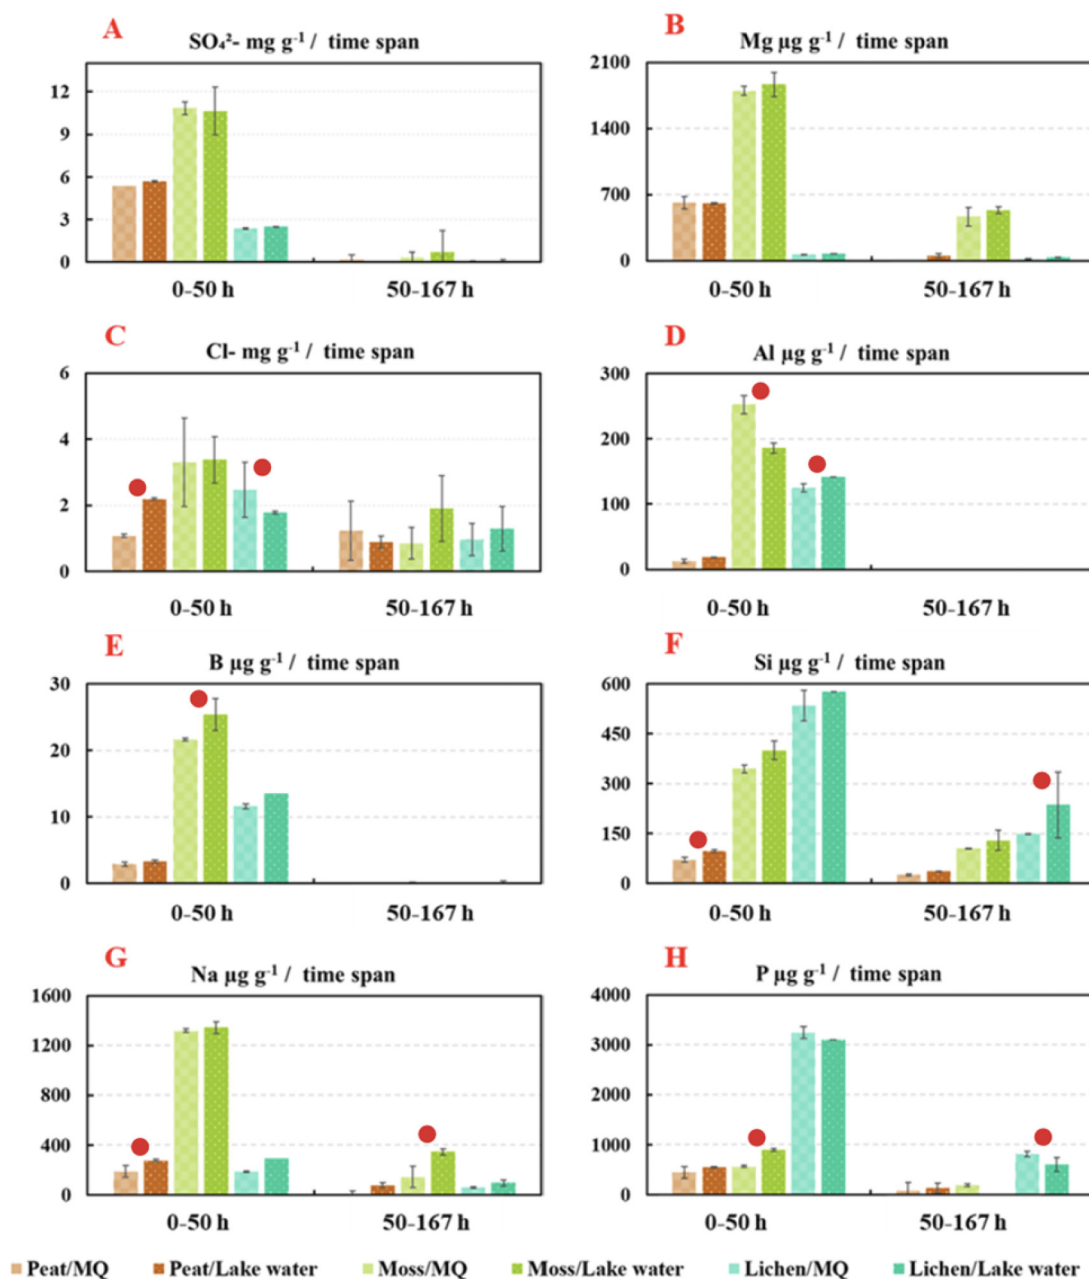 A
SO₄²- mg g⁻¹ / time span
12
9
6
3
0
0-50 h 50-167 h
B
Mg µg g⁻¹ / time span
2100
1400
700
0
0-50 h 50-167 h
C
Cl- mg g⁻¹ / time span
6
4
2
0
0-50 h 50-167 h
D
Al µg g⁻¹ / time span
300
200
100
0
0-50 h 50-167 h
E
B µg g⁻¹ / time span
30
20
10
0
0-50 h 50-167 h
F
Si µg g⁻¹ / time span
600
450
300
150
0
0-50 h 50-167 h
G
Na µg g⁻¹ / time span
1600
1200
800
400
0
0-50 h 50-167 h
H
P µg g⁻¹ / time span
4000
3000
2000
1000
0
0-50 h 50-167 h
Peat/MQ Peat/Lake water Moss/MQ Moss/Lake water Lichen/MQ Lichen/Lake water